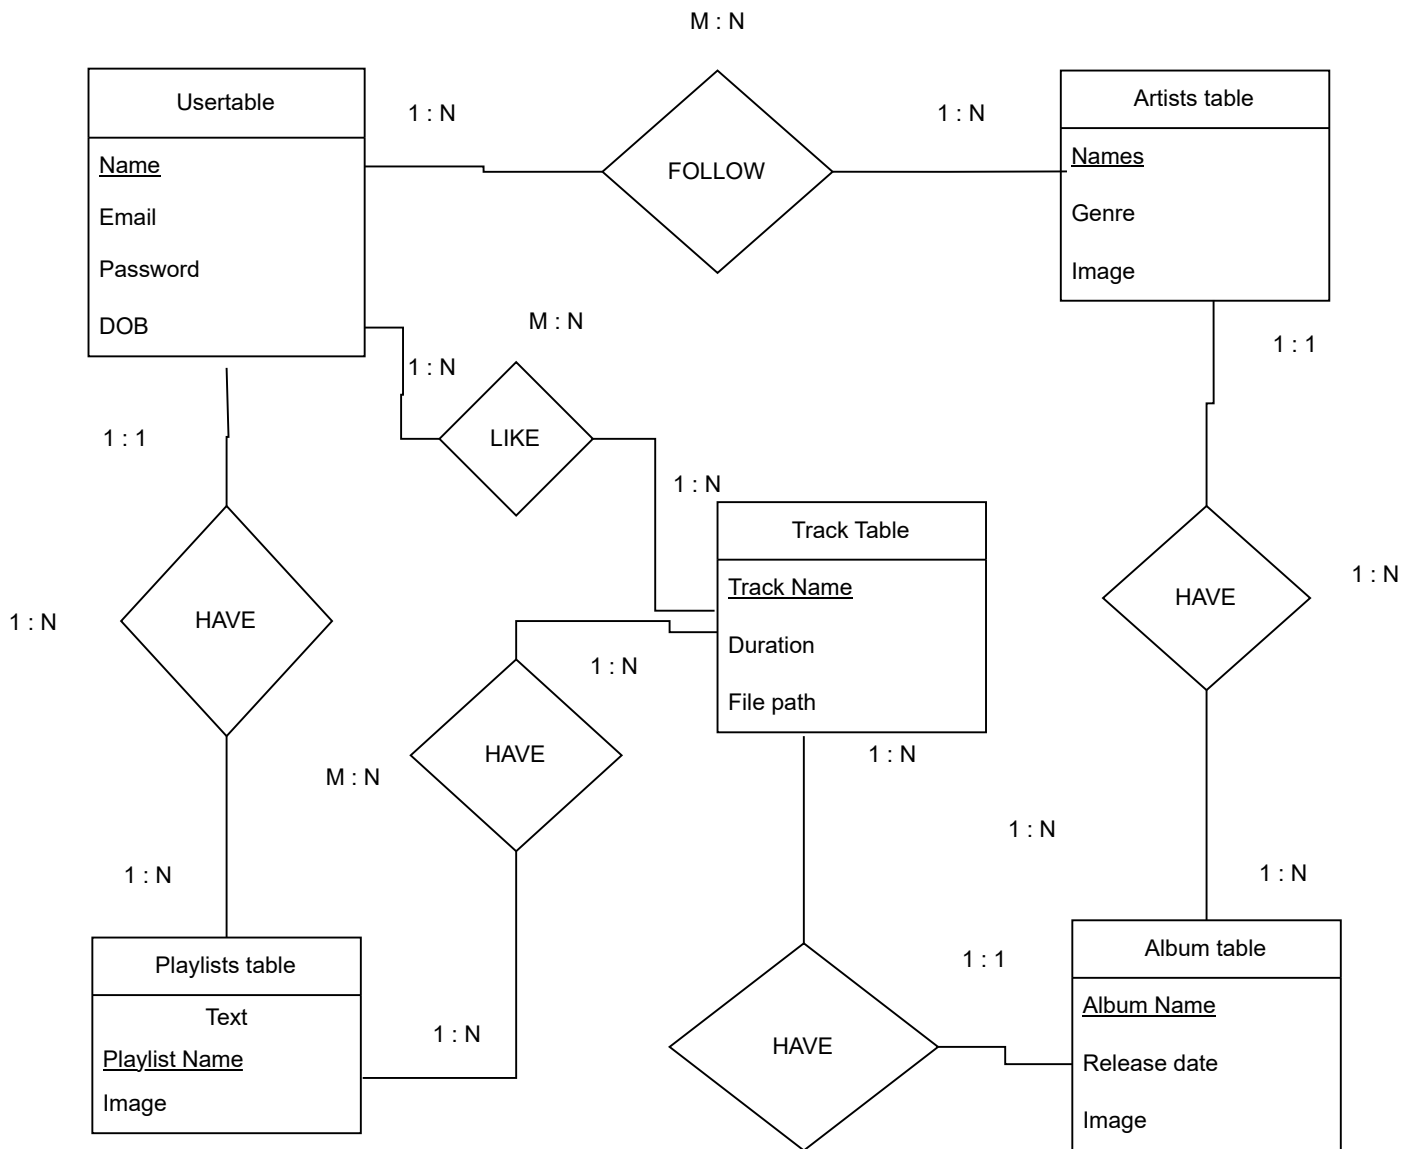 M : N
Usertable
1 : N
1 : N
Artists table
Name
FOLLOW
Names
Email
Genre
Password
Image
DOB
M : N
1 : 1
1 : N
1 : 1
LIKE
1 : N
Track Table
Track Name
1 : N
HAVE
HAVE
1 : N
Duration
1 : N
File path
HAVE
1 : N
M : N
1 : N
1 : N
1 : N
Playlists table
1 : 1
Album table
Text
Album Name
1 : N
HAVE
Playlist Name
Release date
Image
Image